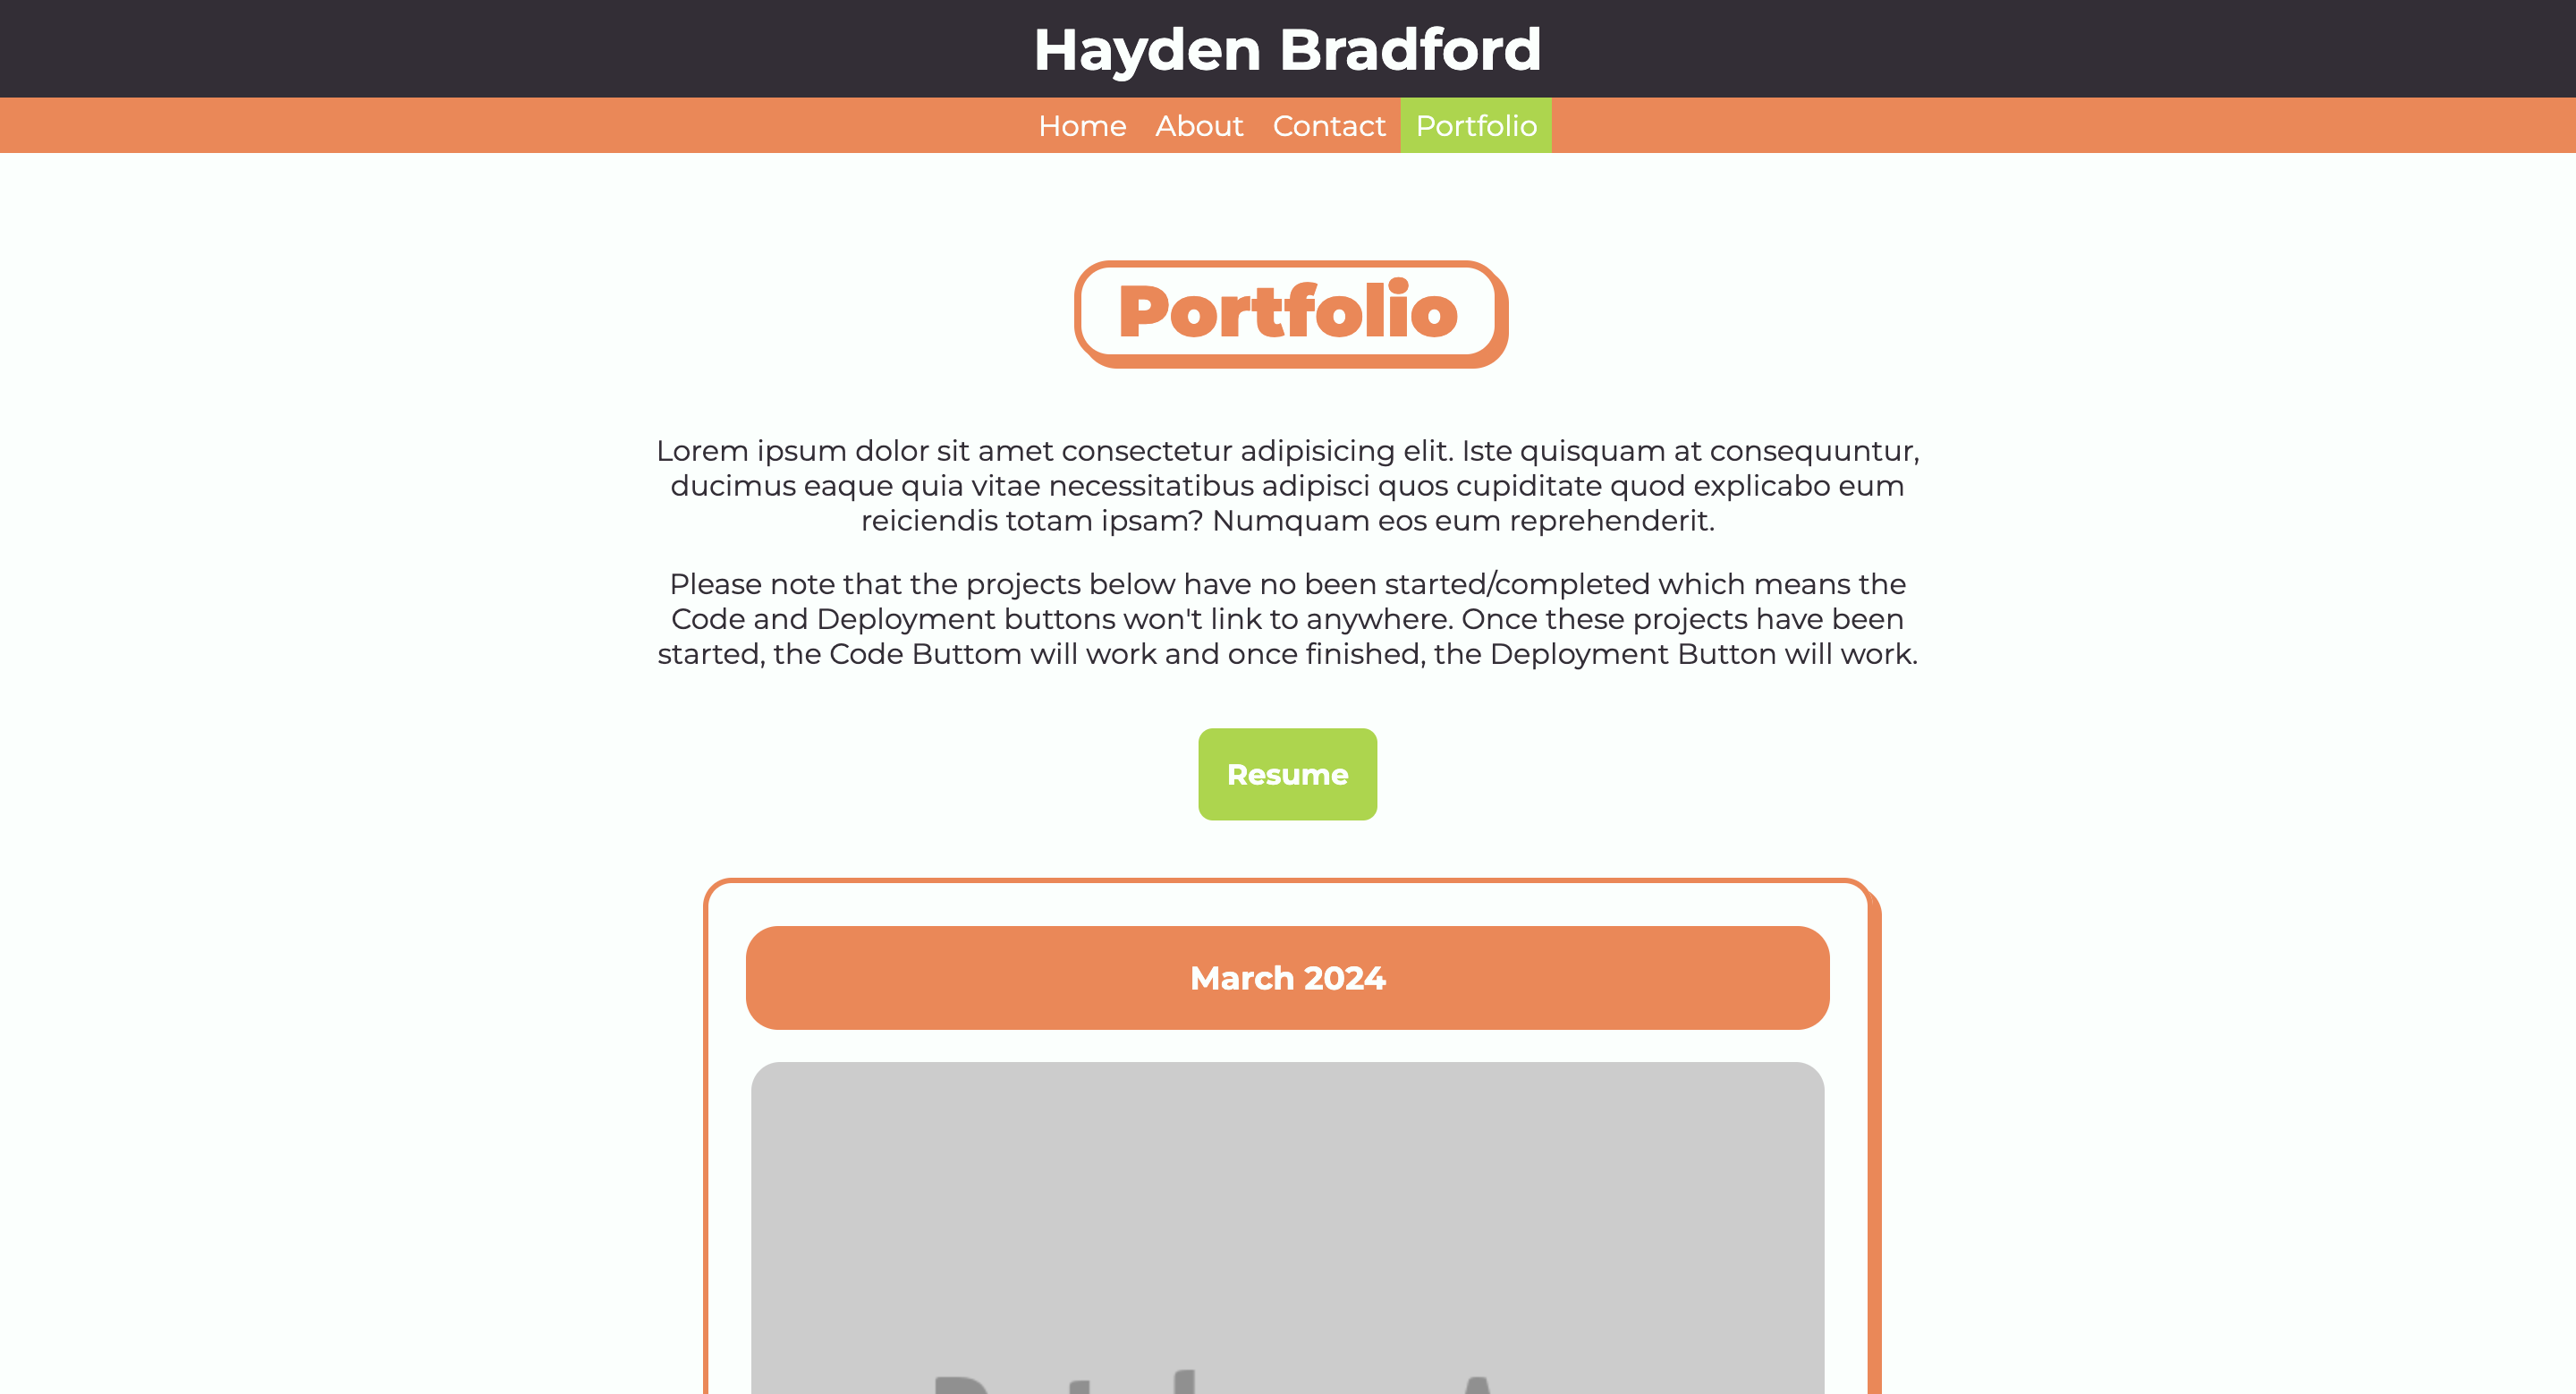 Hayden Bradford
Home About Contact Portfolio
Portfolio
Lorem ipsum dolor sit amet consectetur adipisicing elit. Iste quisquam at consequuntur,
ducimus eaque quia vitae necessitatibus adipisci quos cupiditate quod explicabo eum
reiciendis totam ipsam? Numquam eos eum reprehenderit.
Please note that the projects below have no been started/completed which means the
Code and Deployment buttons won't link to anywhere. Once these projects have been
started, the Code Buttom will work and once finished, the Deployment Button will work.
Resume
March 2024